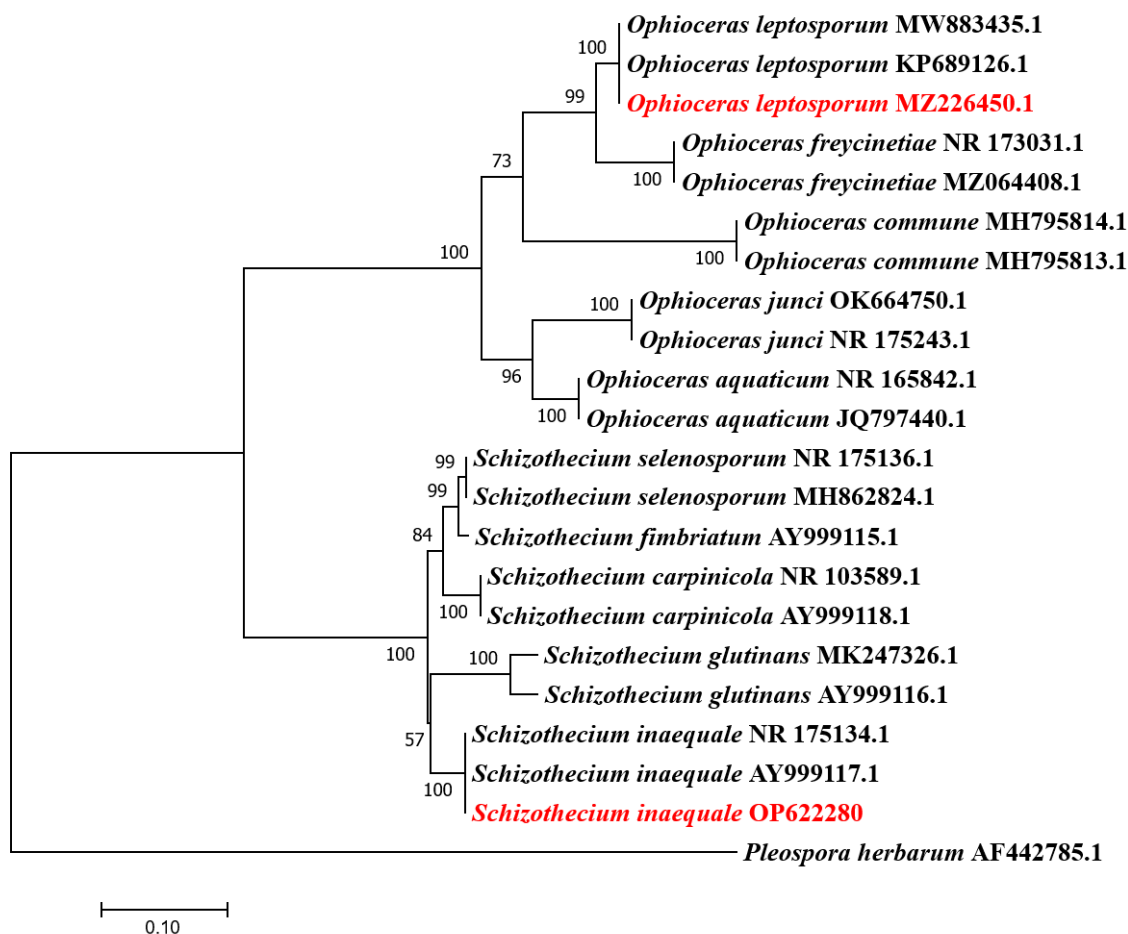 Ophioceras leptosporum MW883435.1
100
Ophioceras leptosporum KP689126.1
99
Ophioceras leptosporum MZ226450.1
Ophioceras freycinetiae NR 173031.1
73
100
Ophioceras freycinetiae MZ064408.1
Ophioceras commune MH795814.1
100
100
Ophioceras commune MH795813.1
100
Ophioceras junci OK664750.1
Ophioceras junci NR 175243.1
96
Ophioceras aquaticum NR 165842.1
100
Ophioceras aquaticum JQ797440.1
99
Schizothecium selenosporum NR 175136.1
99
Schizothecium selenosporum MH862824.1
84
Schizothecium fimbriatum AY999115.1
Schizothecium carpinicola NR 103589.1
100
Schizothecium carpinicola AY999118.1
100
100
Schizothecium glutinans MK247326.1
Schizothecium glutinans AY999116.1
57
Schizothecium inaequale NR 175134.1
Schizothecium inaequale AY999117.1
100
Schizothecium inaequale OP622280
Pleospora herbarum AF442785.1
0.10